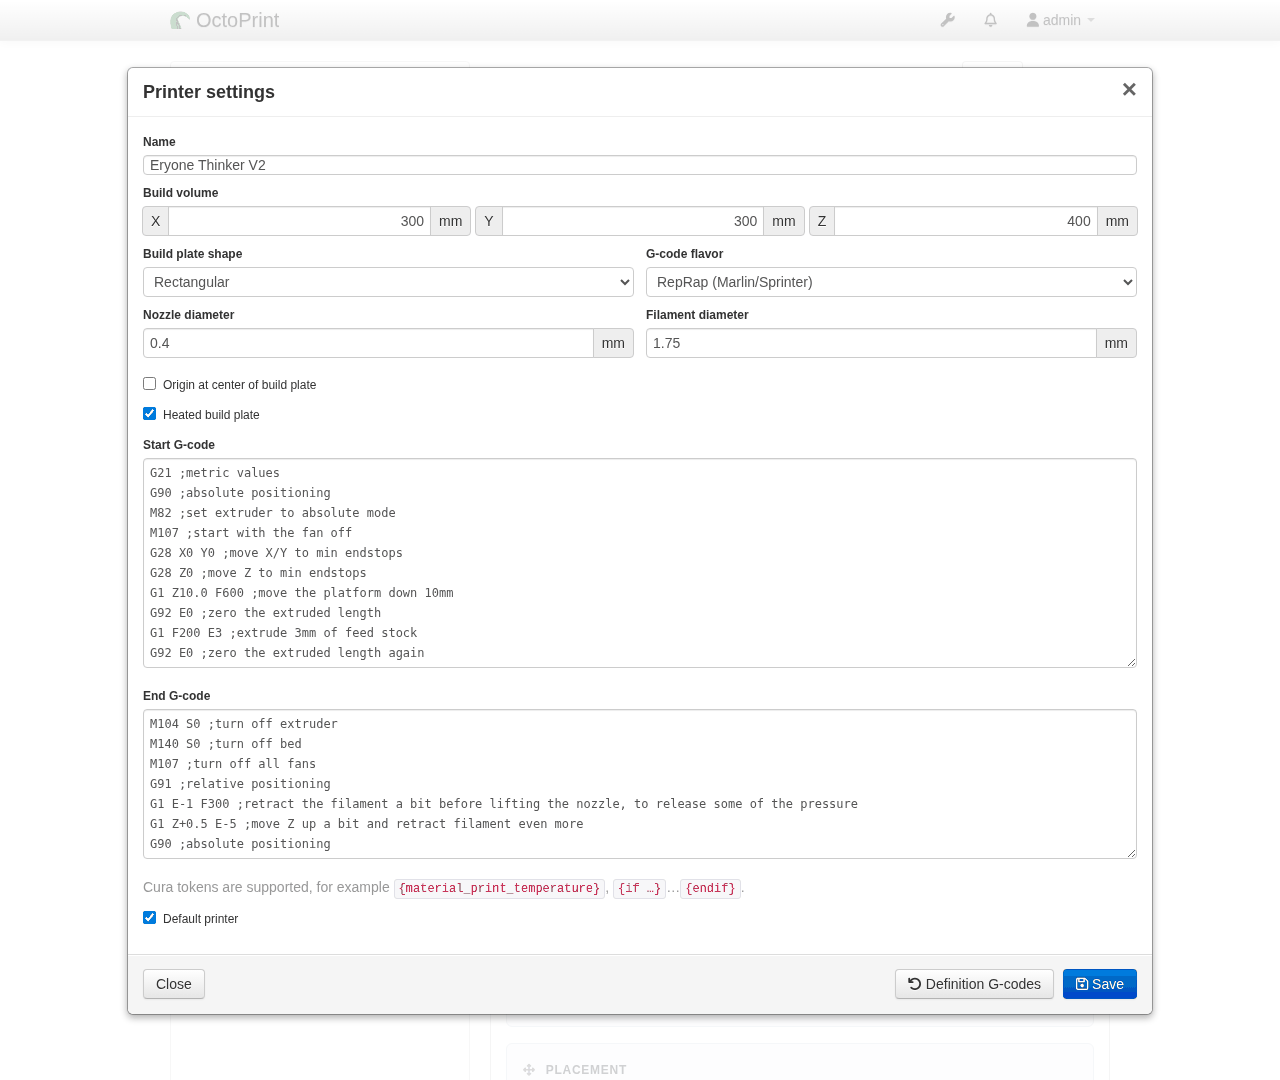 OctoPrint
admin
Printer settings
×
Name
Eryone Thinker V2
Build volume
X 300 mm Y 300 mm Z 400 mm
Build plate shape G-code flavor
Rectangular RepRap (Marlin/Sprinter)
Nozzle diameter Filament diameter
0.4 mm 1.75 mm
Origin at center of build plate
Heated build plate
Start G-code
G21 ;metric values
G90 ;absolute positioning
M82 ;set extruder to absolute mode
M107 ;start with the fan off
G28 X0 Y0 ;move X/Y to min endstops
G28 Z0 ;move Z to min endstops
G1 Z10.0 F600 ;move the platform down 10mm
G92 E0 ;zero the extruded length
G1 F200 E3 ;extrude 3mm of feed stock
G92 E0 ;zero the extruded length again
End G-code
M104 S0 ;turn off extruder
M140 S0 ;turn off bed
M107 ;turn off all fans
G91 ;relative positioning
G1 E-1 F300 ;retract the filament a bit before lifting the nozzle, to release some of the pressure
G1 Z+0.5 E-5 ;move Z up a bit and retract filament even more
G90 ;absolute positioning
Cura tokens are supported, for example {material_print_temperature}, {if …}…{endif}.
Default printer
Close Definition G-codes Save
PLACEMENT